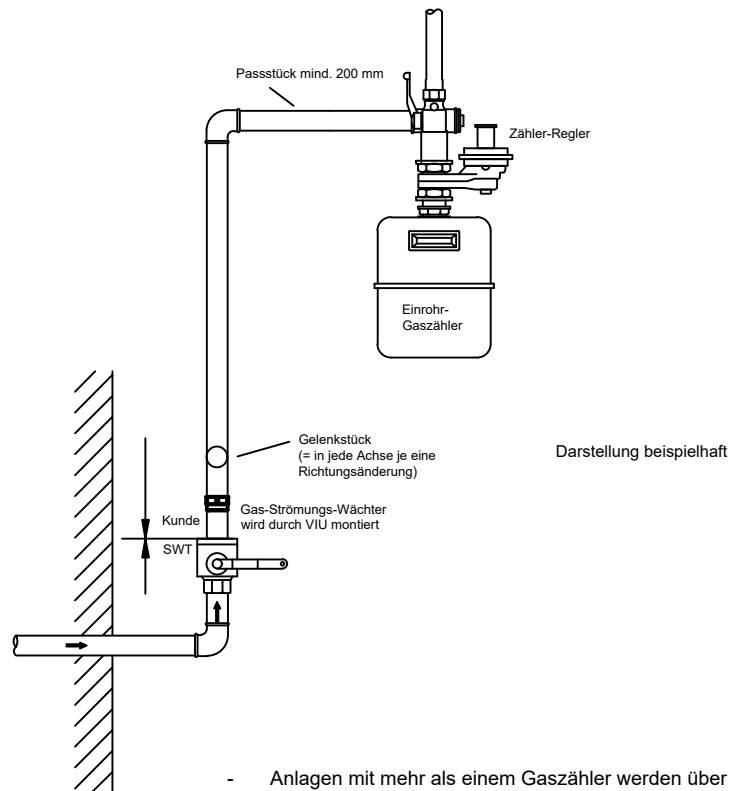 Passstück mind. 200 mm
Zähler-Regler
Einrohr-
Gaszähler
Gelenkstück
(= in jede Achse je eine
Richtungsänderung)
Darstellung beispielhaft
Kunde
Gas-Strömungs-Wächter
wird durch VIU montiert
SWT
- Anlagen mit mehr als einem Gaszähler werden über